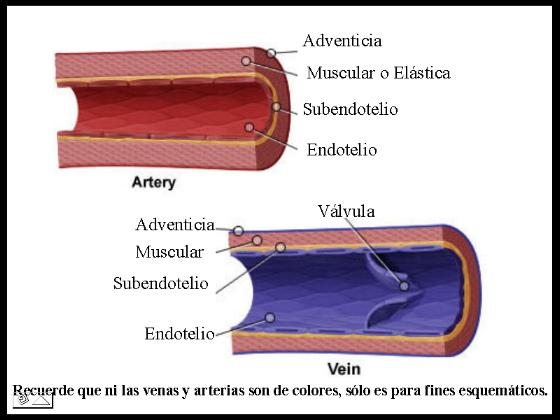 Adventicia
Muscular o Elástica
Subendotelio
Endotelio
Artery
Válvula
Adventicia
Muscular
Subendotelio
Endotelio
Vein
Recuerde que ni las venas y arterias son de colores, sólo es para fines esquemáticos.